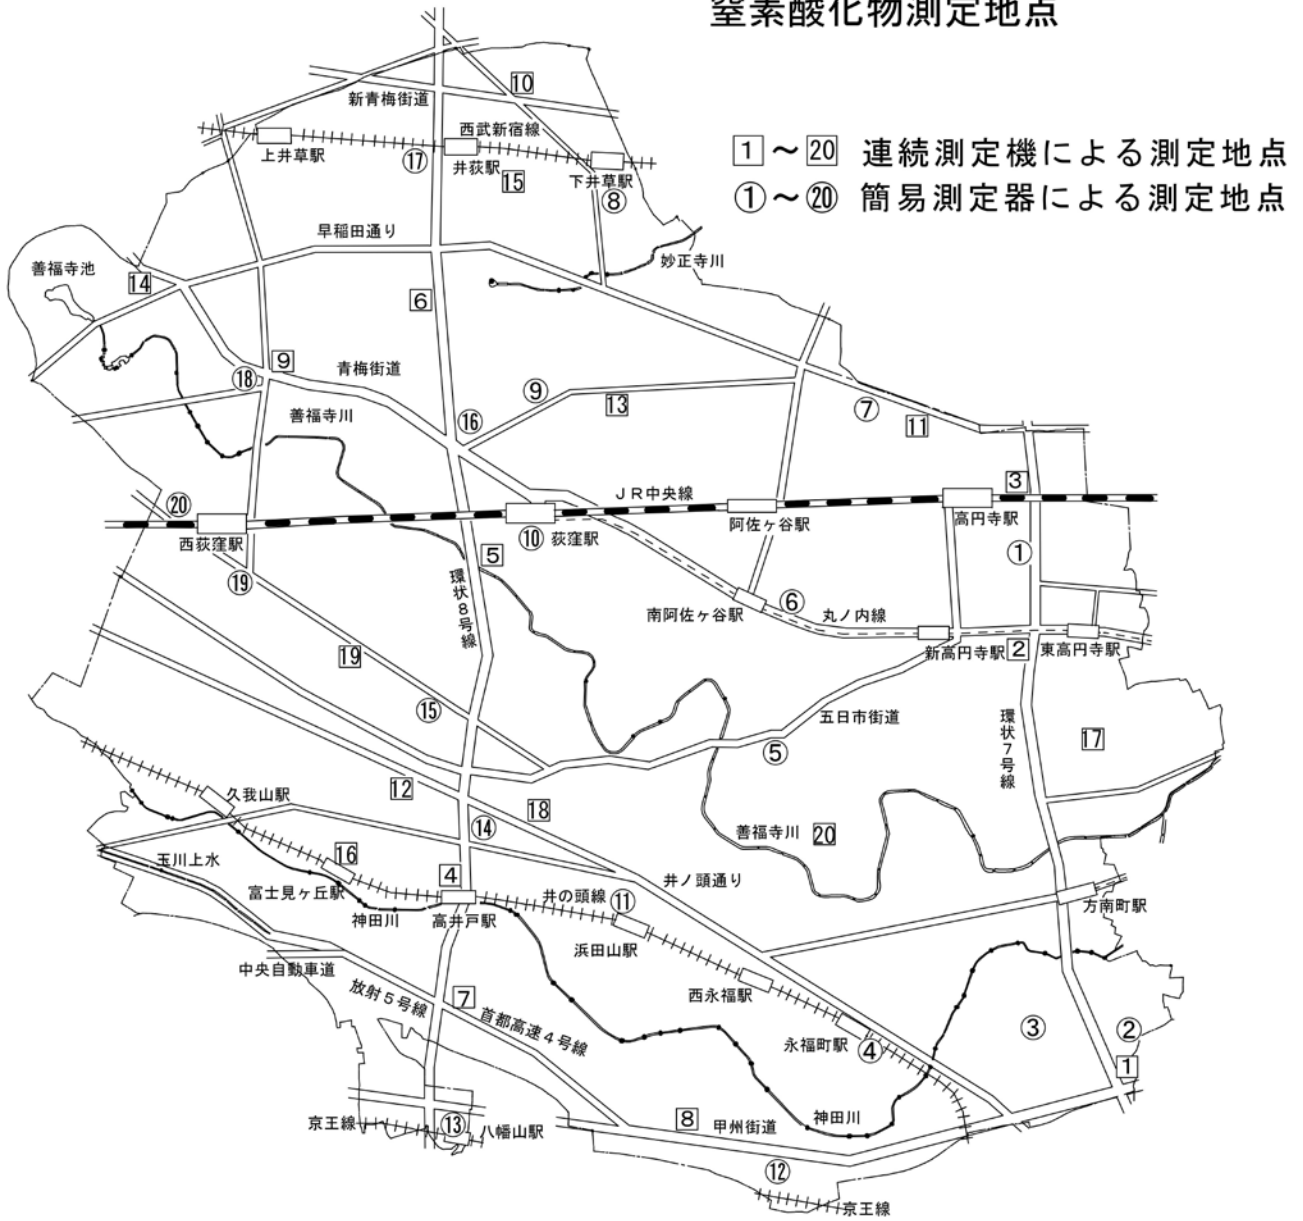 窒素酸化物測定地点
1～20 連続測定機による測定地点
①～⑳ 簡易測定器による測定地点
10
新青梅街道
西武新宿線
上井草駅
⑰
井荻駅
15
下井草駅
⑧
早稲田通り
善福寺池
14
妙正寺川
6
9
青梅街道
⑱
⑨
13
⑦
11
善福寺川
⑯
JR中央線
3
⑳
西荻窪駅
⑩
荻窪駅
阿佐ヶ谷駅
高円寺駅
5
①
⑲
環状8号線
南阿佐ヶ谷駅
⑥
丸ノ内線
新高円寺駅
2
東高円寺駅
19
⑮
五日市街道
⑤
環状7号線
17
久我山駅
12
18
⑭
善福寺川
20
玉川上水
16
富士見ヶ丘駅
4
井ノ頭通り
神田川
高井戸駅
井の頭線
⑪
方南町駅
浜田山駅
中央自動車道
放射5号線
7
首都高速4号線
西永福駅
永福町駅
④
③
②
1
京王線
⑬
八幡山駅
8
甲州街道
神田川
⑫
京王線